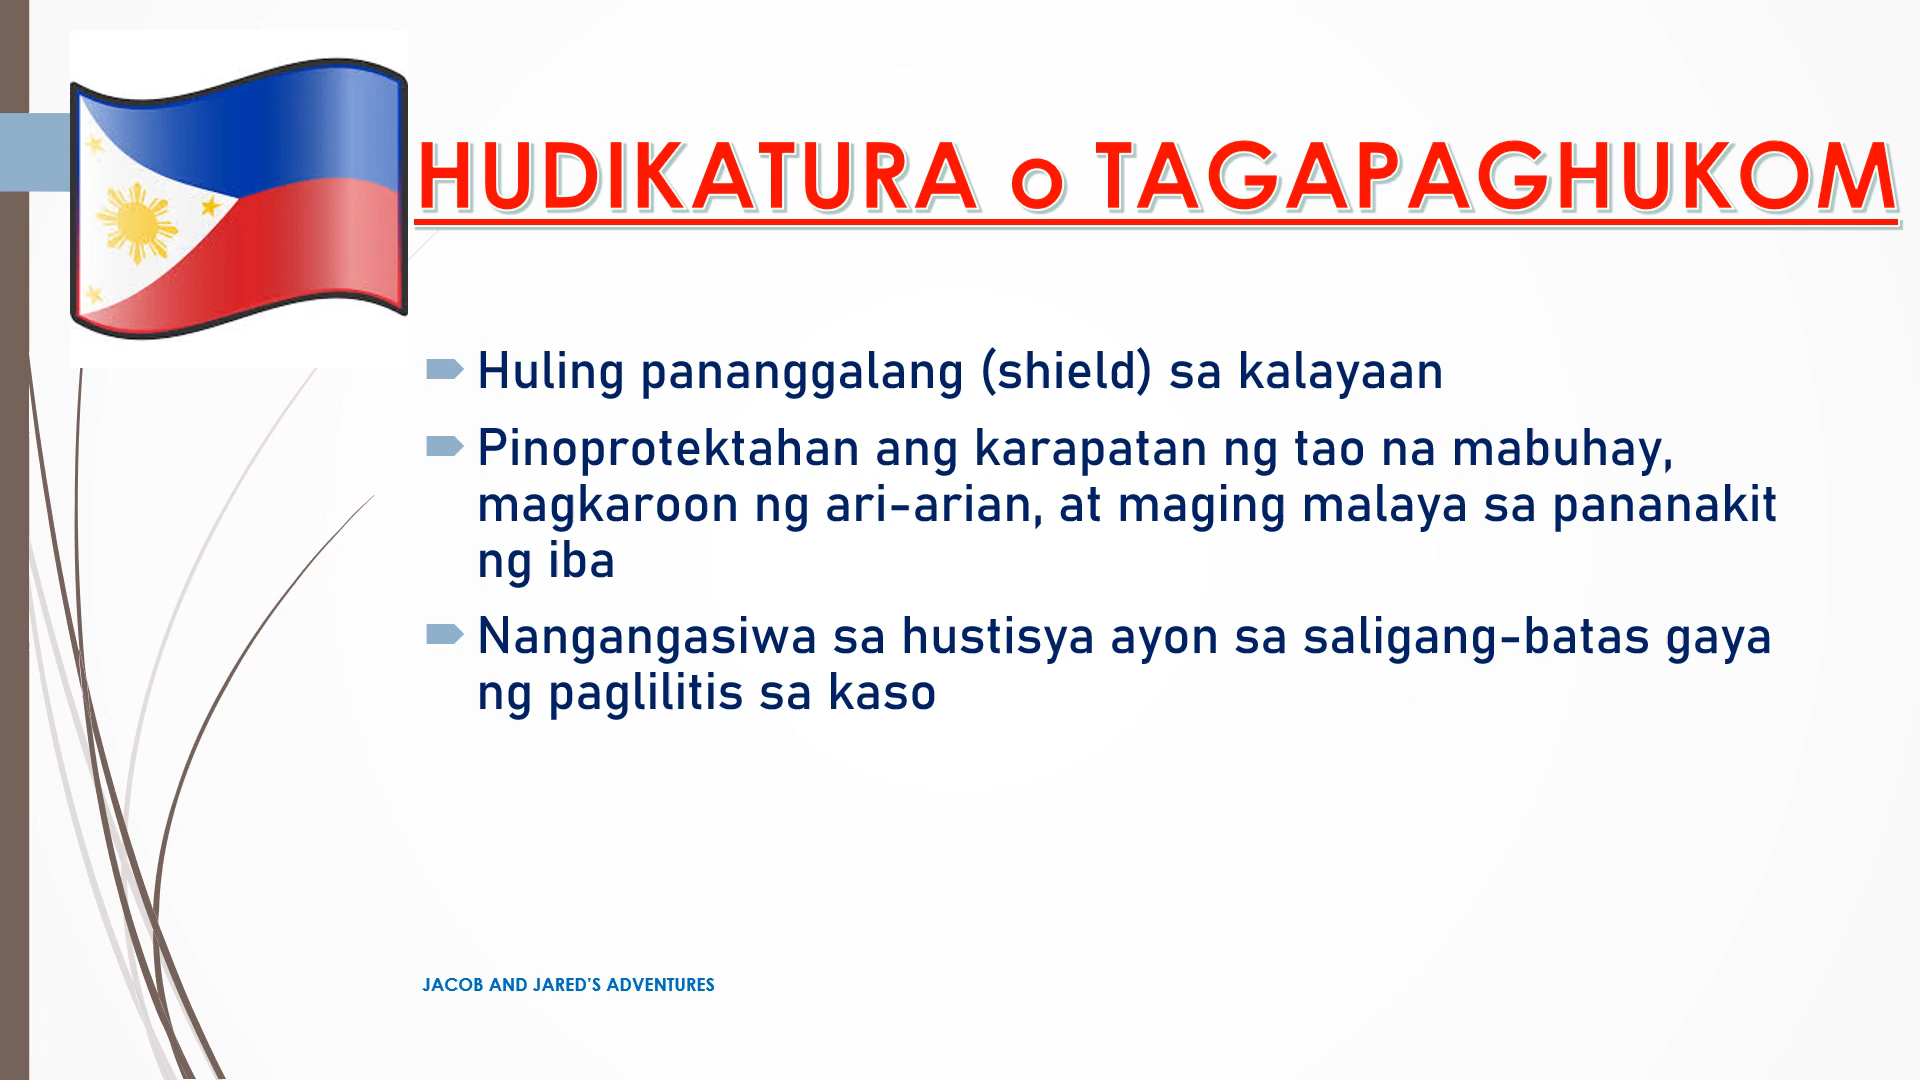 HUDIKATURA o TAGAPAGHUKOM
Huling pananggalang (shield) sa kalayaan
Pinoprotektahan ang karapatan ng tao na mabuhay,
magkaroon ng ari-arian, at maging malaya sa pananakit
ng iba
Nangangasiwa sa hustisya ayon sa saligang-batas gaya
ng paglilitis sa kaso
JACOB AND JARED'S ADVENTURES